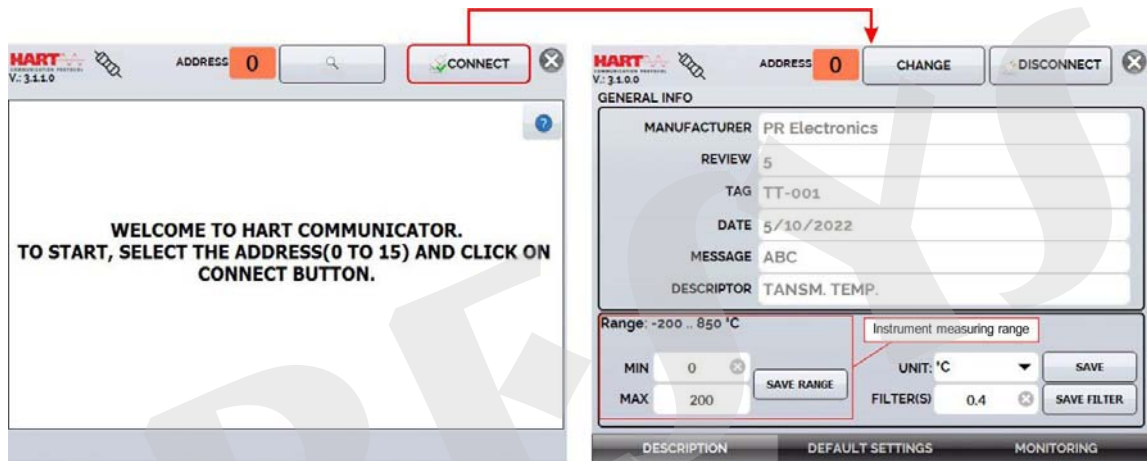 HART
COMMUNICATION PROTOCOL
V.: 3.1.1.0
ADDRESS 0
CONNECT
?
WELCOME TO HART COMMUNICATOR.
TO START, SELECT THE ADDRESS(0 TO 15) AND CLICK ON
CONNECT BUTTON.
HART
COMMUNICATION PROTOCOL
V.: 3.1.0.0
ADDRESS 0 CHANGE DISCONNECT
GENERAL INFO
MANUFACTURER PR Electronics
REVIEW 5
TAG TT-001
DATE 5/10/2022
MESSAGE ABC
DESCRIPTOR TANSM. TEMP.
Range: -200 .. 850 °C
Instrument measuring range
MIN 0
MAX 200
SAVE RANGE
UNIT: °C SAVE
FILTER(S) 0.4 SAVE FILTER
DESCRIPTION DEFAULT SETTINGS MONITORING